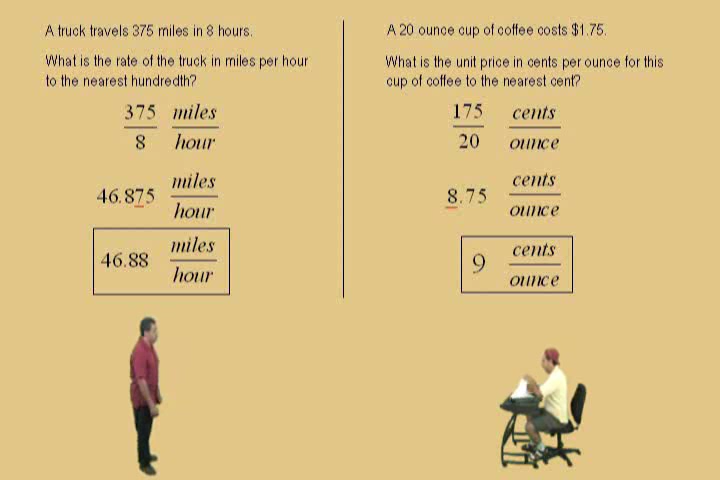 A truck travels 375 miles in 8 hours.
What is the rate of the truck in miles per hour
to the nearest hundredth?
375 miles
8 hour
46.875 miles
hour
46.88 miles
hour
A 20 ounce cup of coffee costs $1.75.
What is the unit price in cents per ounce for this
cup of coffee to the nearest cent?
175 cents
20 ounce
8.75 cents
ounce
9 cents
ounce